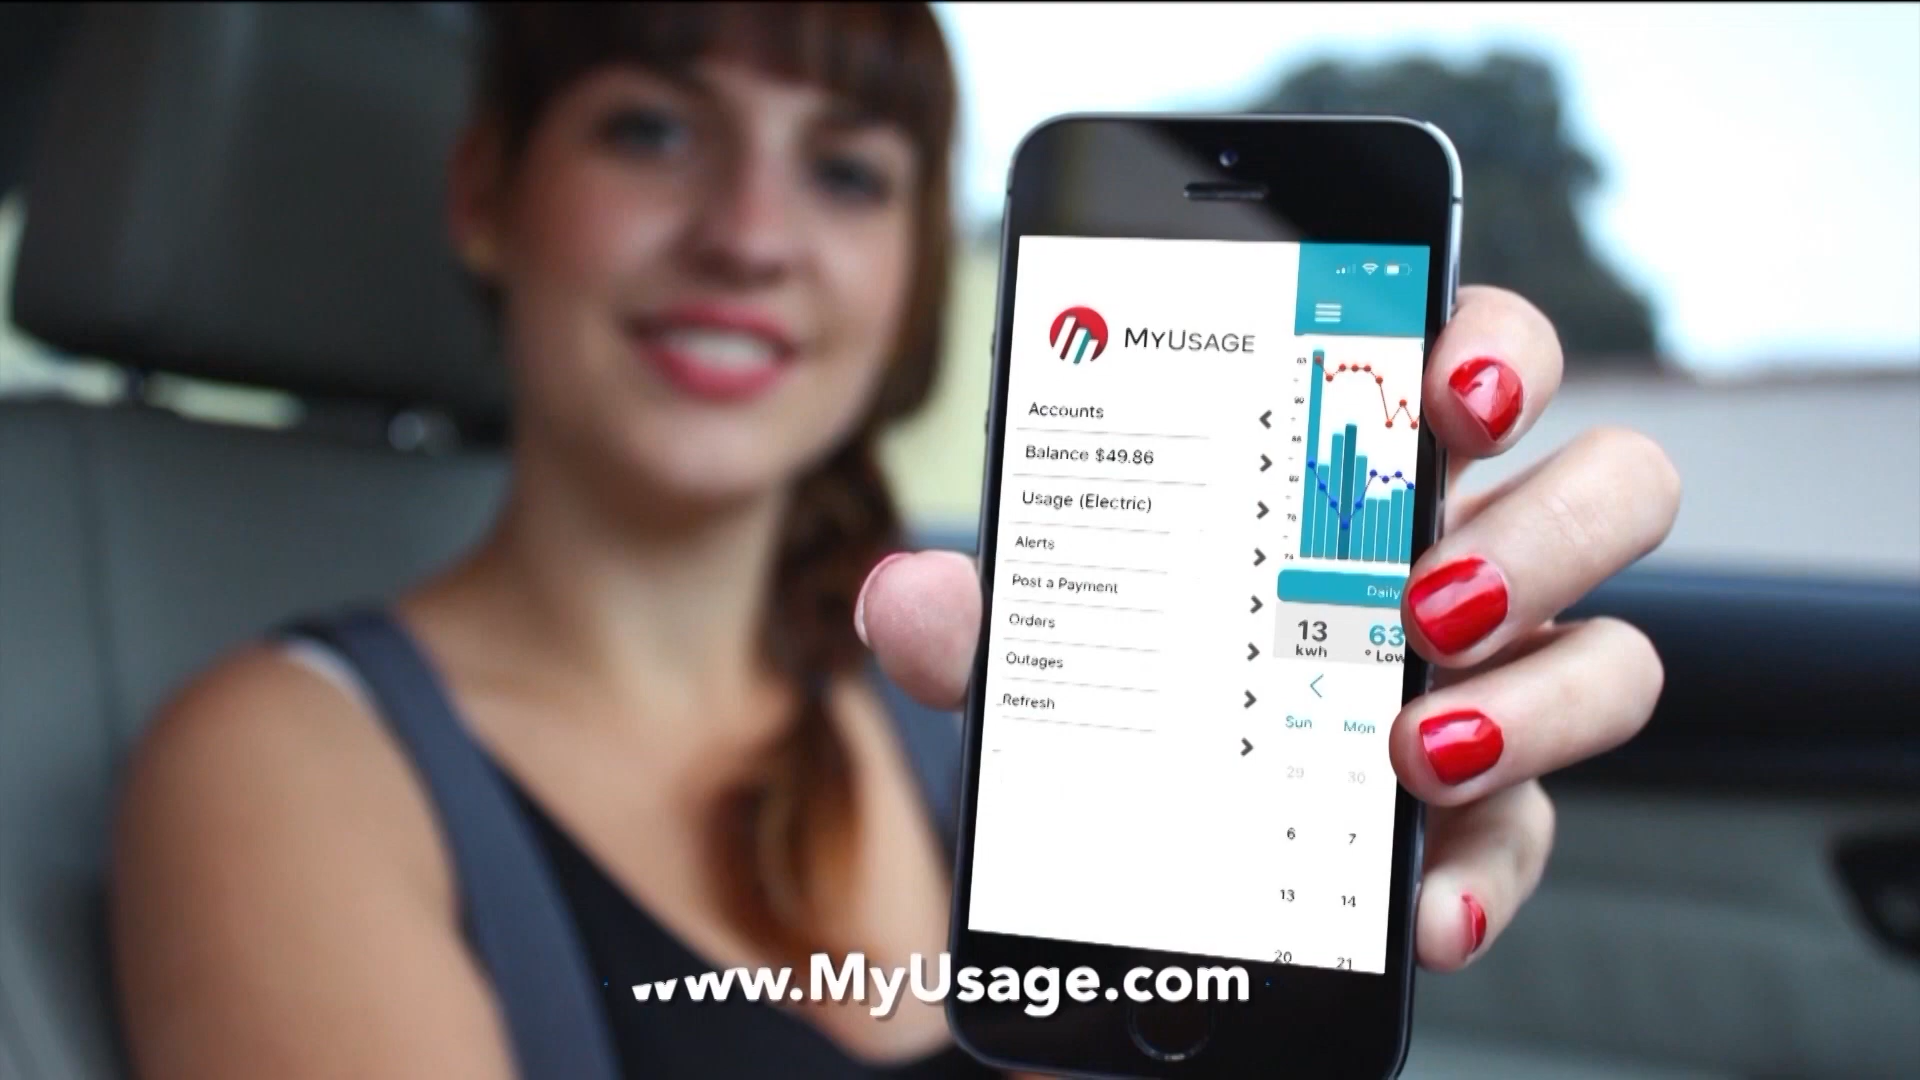 MYUSAGE
Accounts
Balance $49.86
Usage (Electric)
Alerts
Post a Payment
Orders
Outages
Refresh
Daily
13
kwh
63
° Low
Sun Mon
29 30
6 7
13 14
20 21
www.MyUsage.com